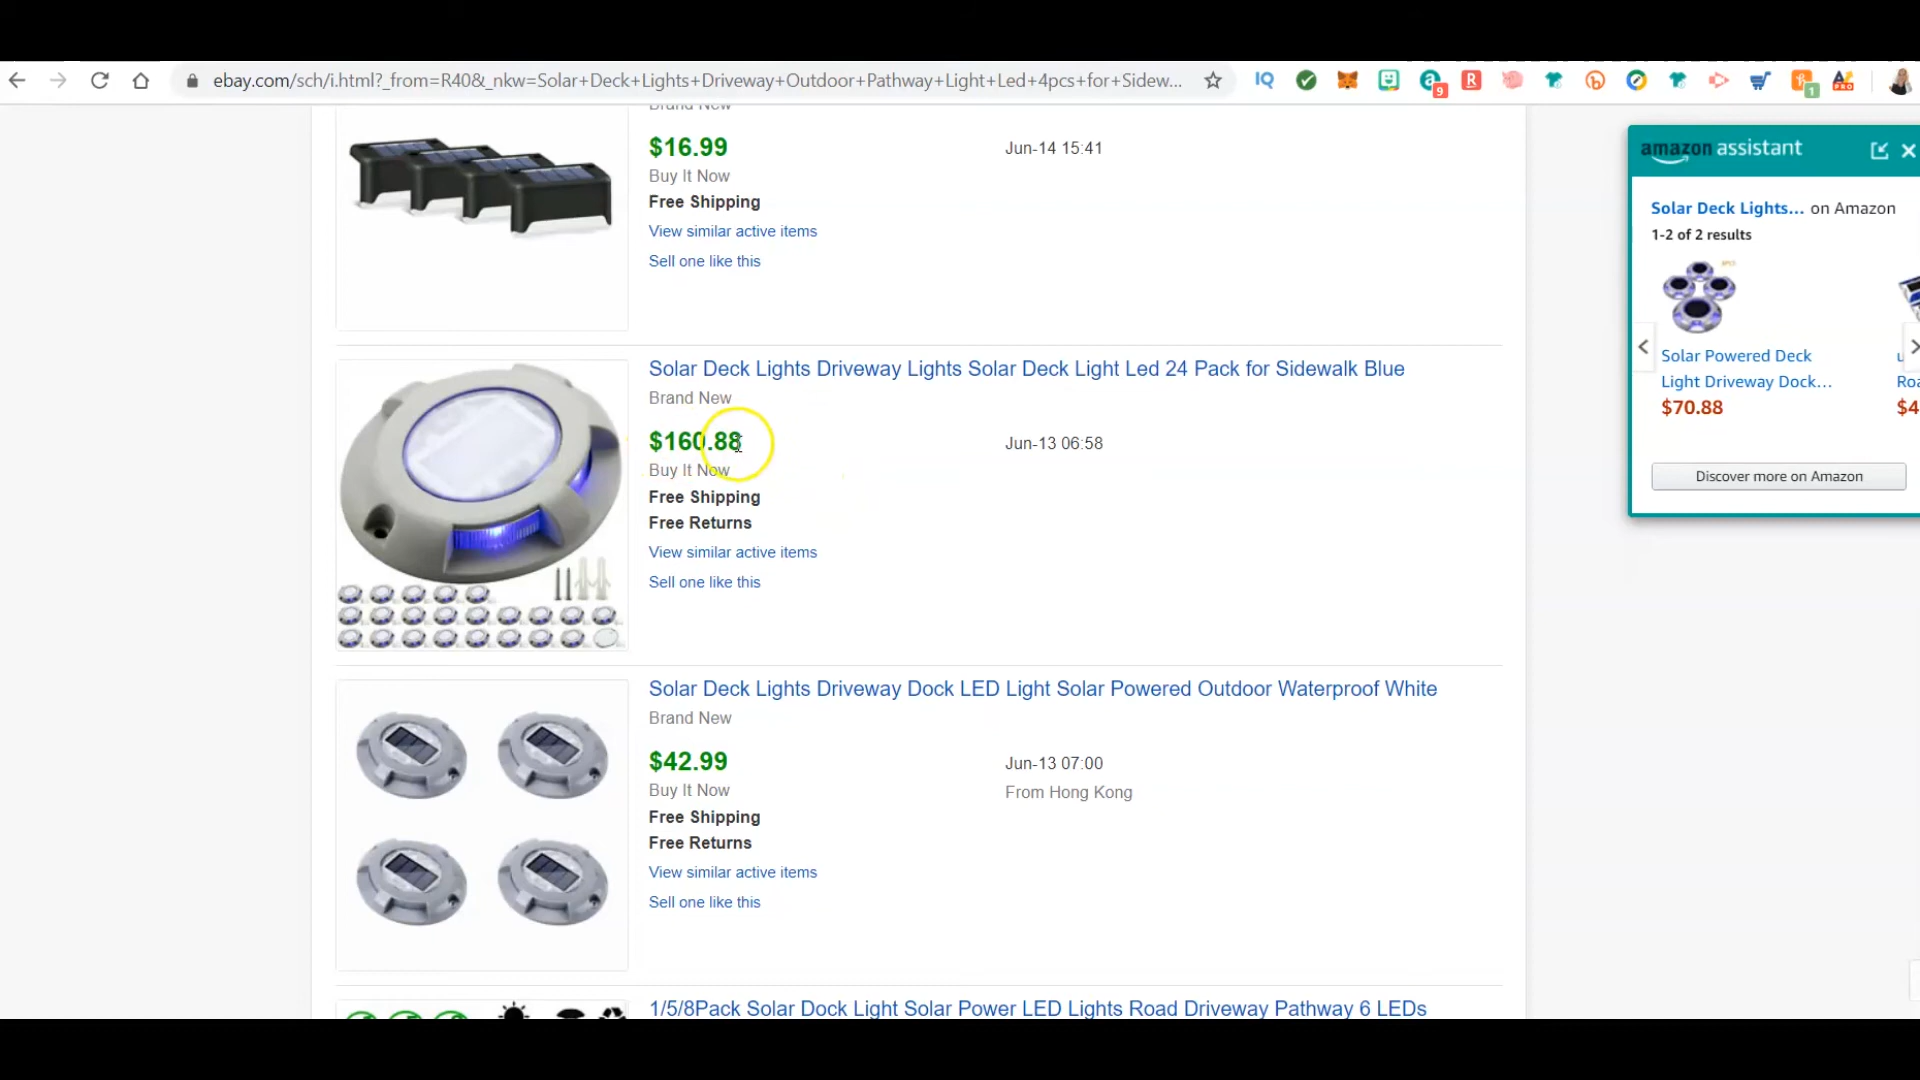 ebay.com/sch/i.html?_from=R40&_nkw=Solar+Deck+Lights+Driveway+Outdoor+Pathway+Light+Led+4pcs+for+Sidew...
9
1
Brand New
$16.99
Jun-14 15:41
Buy It Now
Free Shipping
View similar active items
Sell one like this
Solar Deck Lights Driveway Lights Solar Deck Light Led 24 Pack for Sidewalk Blue
Brand New
$160.88
Jun-13 06:58
Buy It Now
Free Shipping
Free Returns
View similar active items
Sell one like this
Solar Deck Lights Driveway Dock LED Light Solar Powered Outdoor Waterproof White
Brand New
$42.99
Jun-13 07:00
Buy It Now
From Hong Kong
Free Shipping
Free Returns
View similar active items
Sell one like this
1/5/8Pack Solar Dock Light Solar Power LED Lights Road Driveway Pathway 6 LEDs
amazon assistant
Solar Deck Lights... on Amazon
1-2 of 2 results
Solar Powered Deck
Light Driveway Dock...
$70.88
Roa
$4
Discover more on Amazon